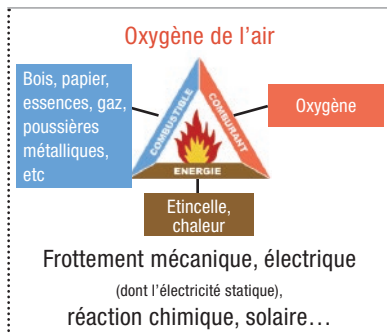 Oxygène de l'air
Bois, papier,
essences, gaz,
poussières
métalliques,
etc
COMBUSTIBLE
COMBURANT
Oxygène
ENERGIE
Etincelle,
chaleur
Frottement mécanique, électrique
(dont l'électricité statique),
réaction chimique, solaire…